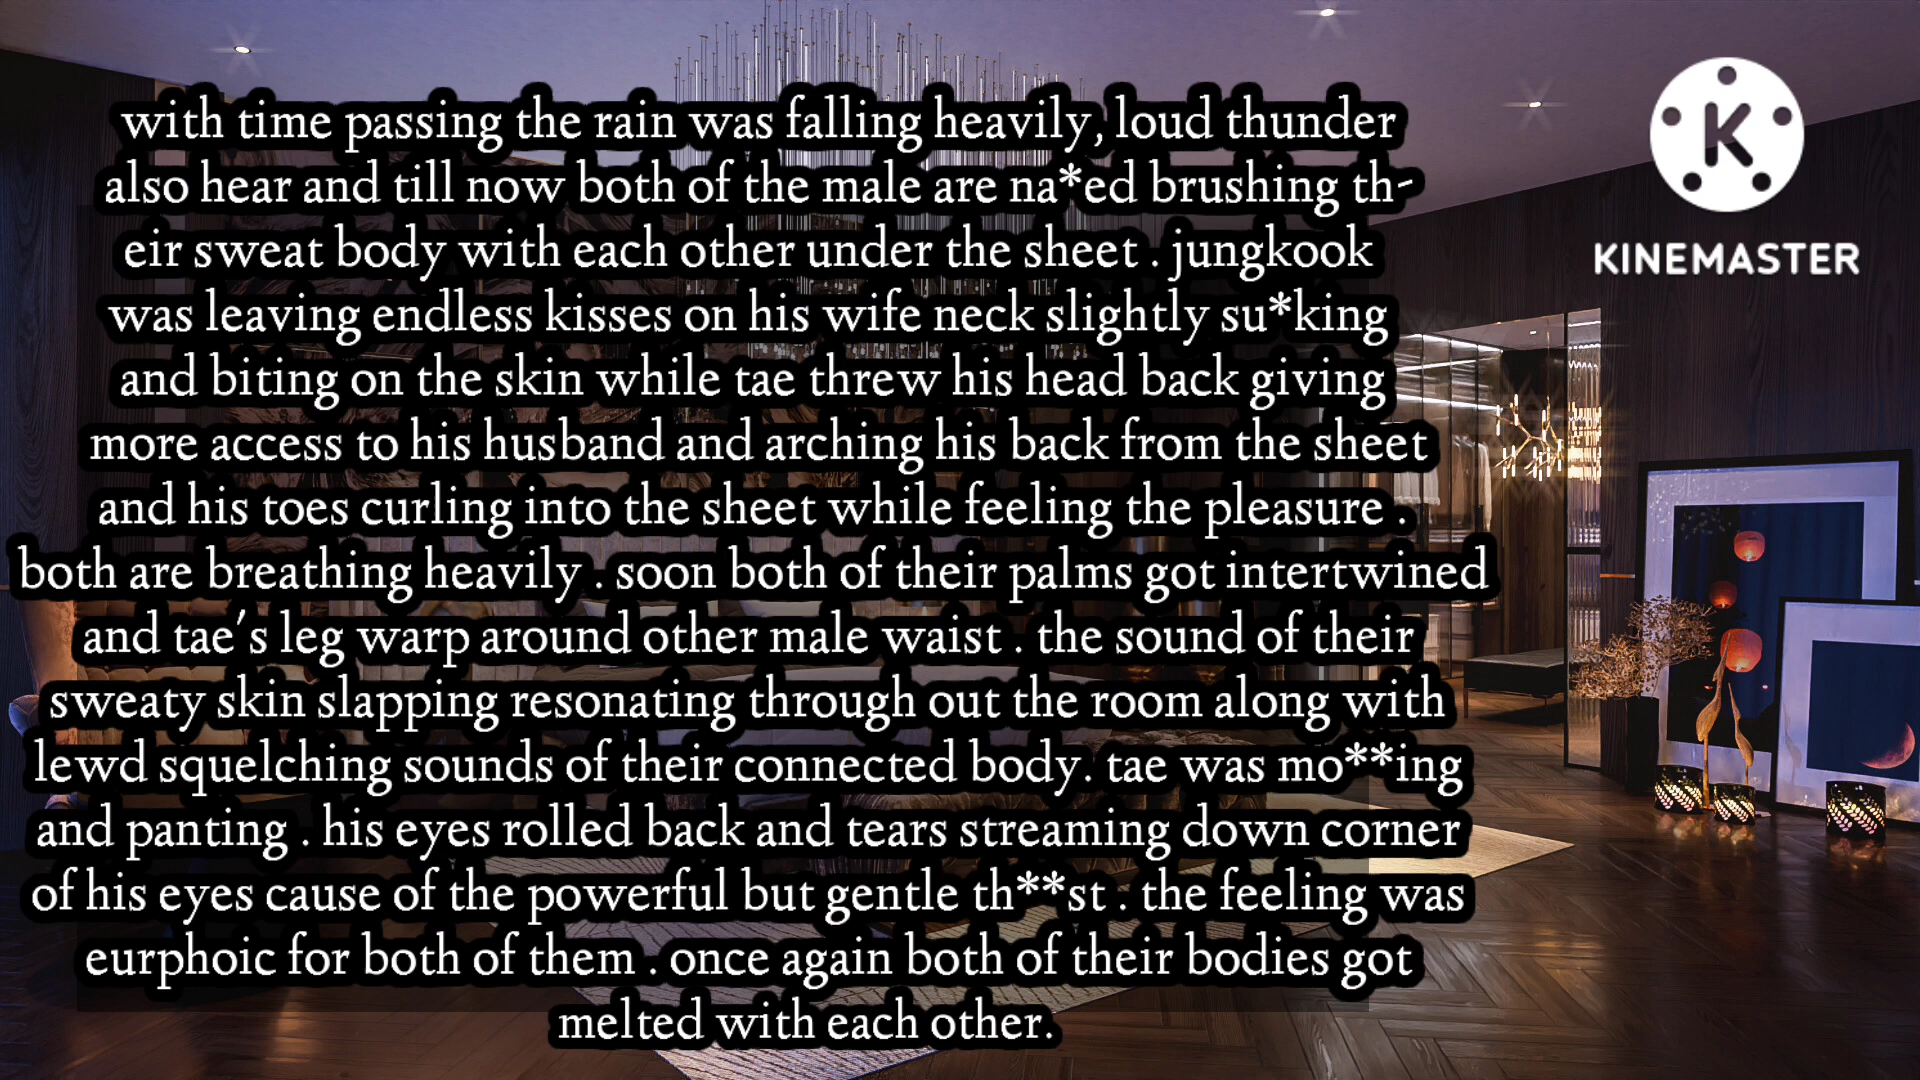 with time passing the rain was falling heavily, loud thunder
also hear and till now both of the male are na*ed brushing th-
eir sweat body with each other under the sheet . jungkook
was leaving endless kisses on his wife neck slightly su*king
and biting on the skin while tae threw his head back giving
more access to his husband and arching his back from the sheet
and his toes curling into the sheet while feeling the pleasure .
both are breathing heavily . soon both of their palms got intertwined
and tae's leg warp around other male waist . the sound of their
sweaty skin slapping resonating through out the room along with
lewd squelching sounds of their connected body. tae was mo**ing
and panting . his eyes rolled back and tears streaming down corner
of his eyes cause of the powerful but gentle th**st . the feeling was
eurphoic for both of them . once again both of their bodies got
melted with each other.
K
KINEMASTER